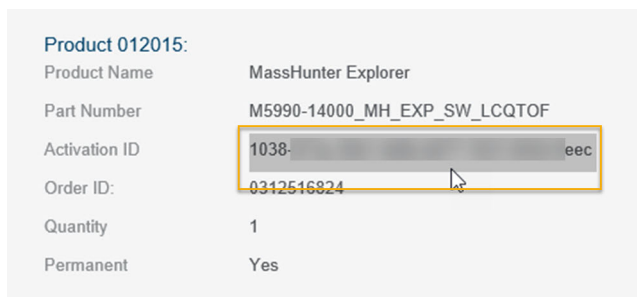 Product 012015:
Product Name MassHunter Explorer
Part Number M5990-14000_MH_EXP_SW_LCQTOF
Activation ID 1038- eec
Order ID: 0312516824
Quantity 1
Permanent Yes